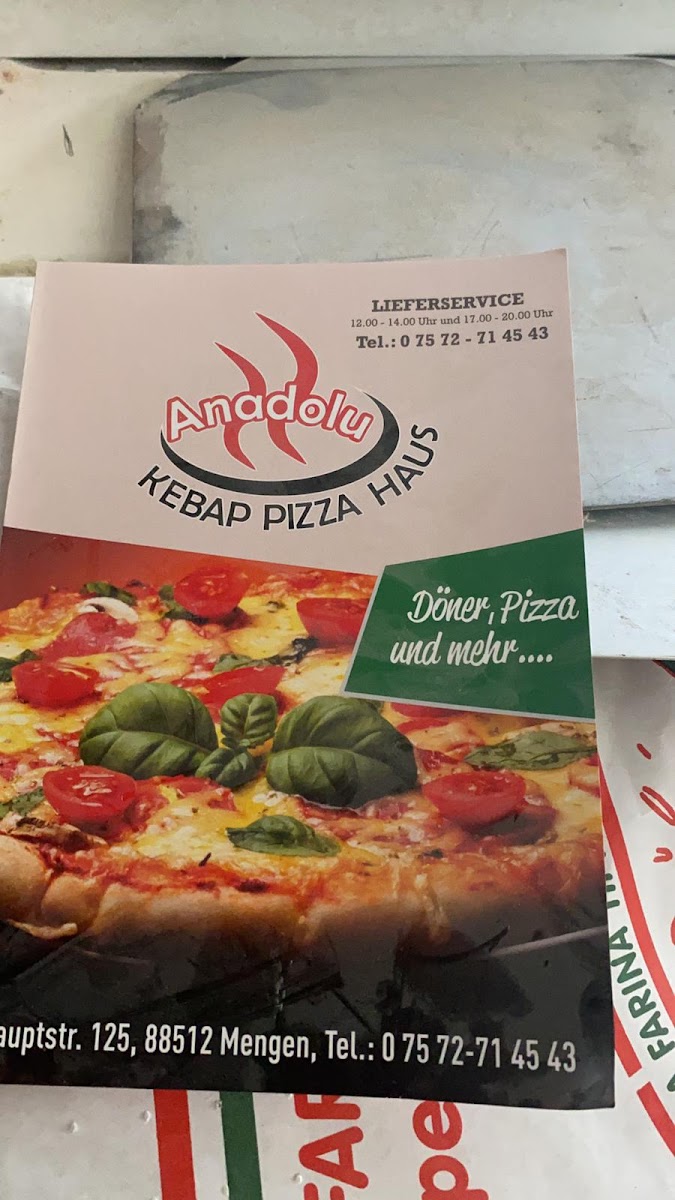 LIEFERSERVICE
12.00 - 14.00 Uhr und 17.00 - 20.00 Uhr
Tel.: 0 75 72 - 71 45 43
Anadolu
KEBAP PIZZA HAUS
Döner, Pizza
und mehr....
auptstr. 125, 88512 Mengen, Tel.: 0 75 72-71 45 43
FARINA